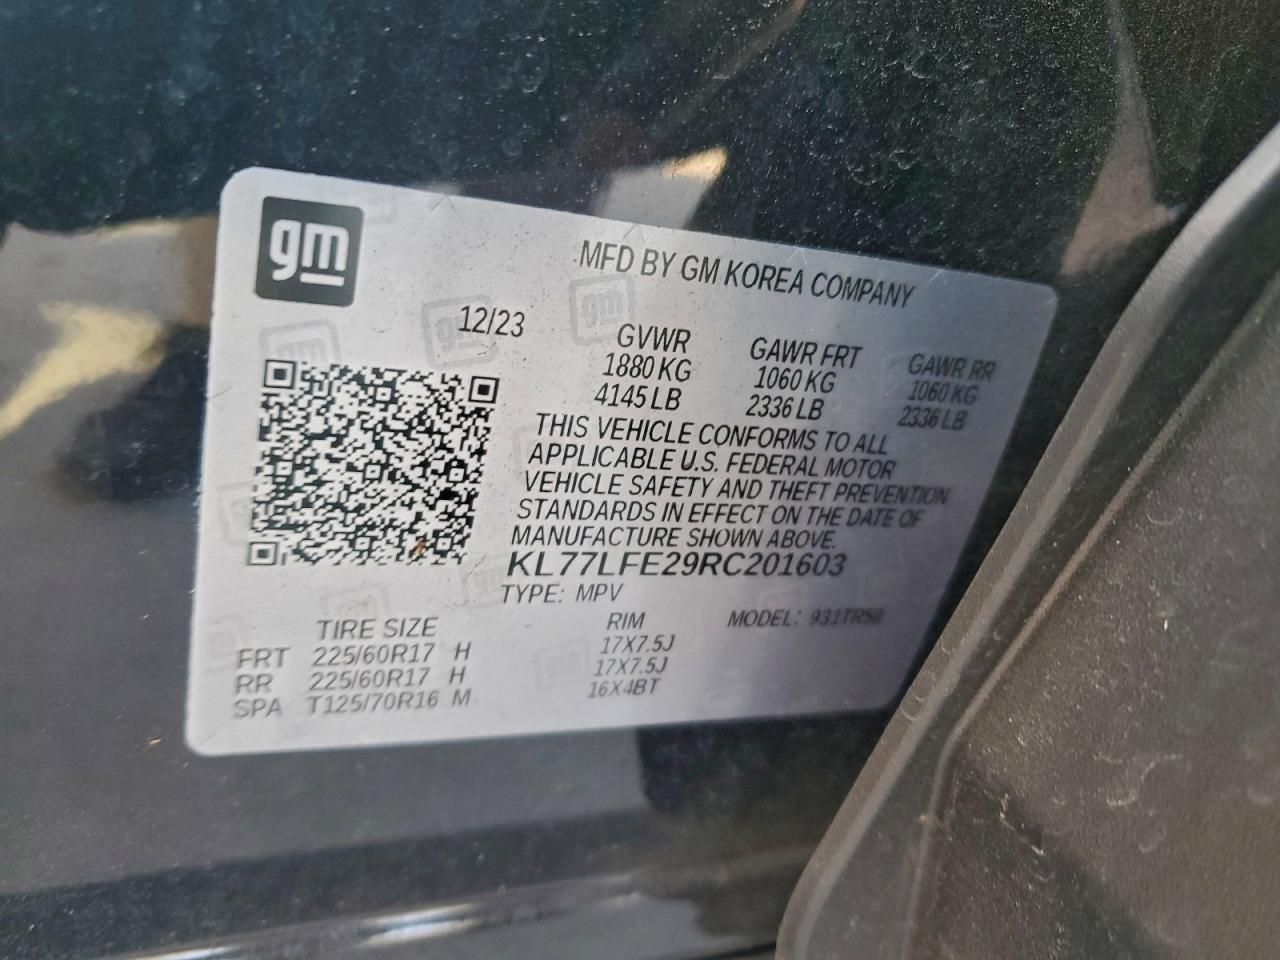 gm
MFD BY GM KOREA COMPANY
12/23
GVWR GAWR FRT GAWR RR
1880 KG 1060 KG 1060 KG
4145 LB 2336 LB 2336 LB
THIS VEHICLE CONFORMS TO ALL
APPLICABLE U.S. FEDERAL MOTOR
VEHICLE SAFETY AND THEFT PREVENTION
STANDARDS IN EFFECT ON THE DATE OF
MANUFACTURE SHOWN ABOVE.
KL77LFE29RC201603
TYPE: MPV
TIRE SIZE RIM MODEL:
FRT 225/60R17 H 17X7.5J
RR 225/60R17 H 17X7.5J
SPA T125/70R16 M 16X4BT